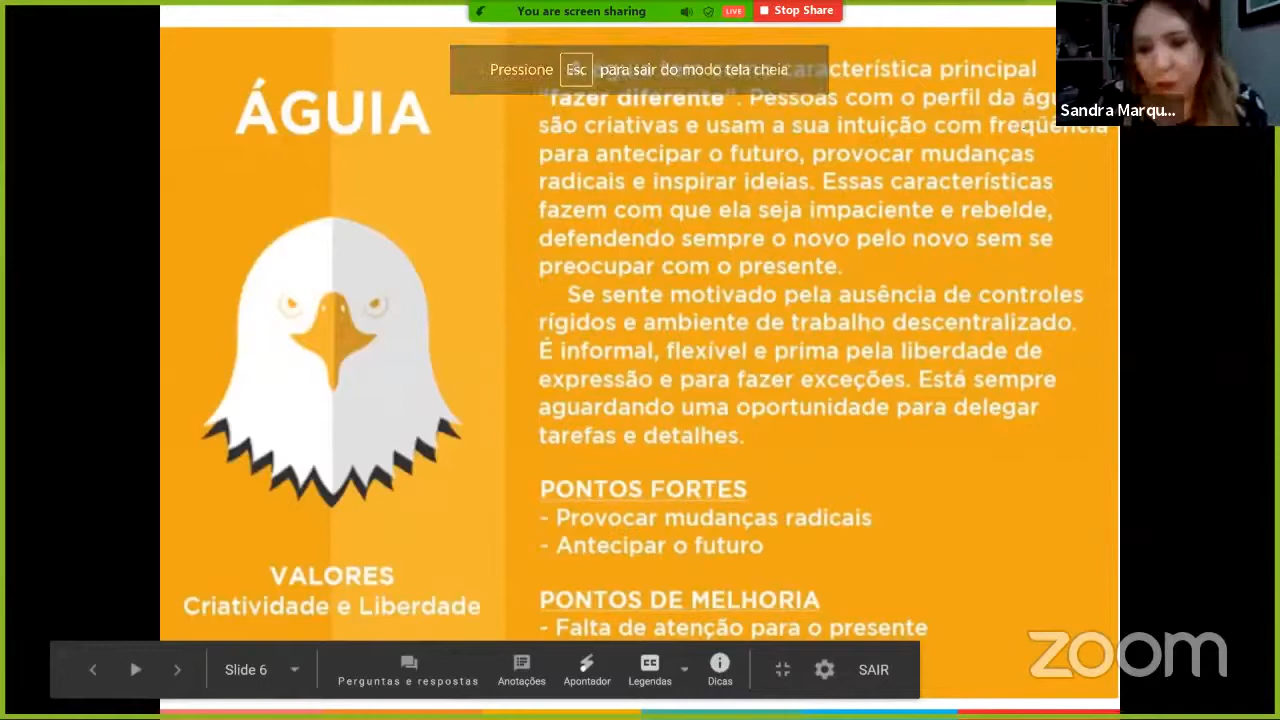 You are screen sharing
LIVE
Stop Share
Pressione Esc para sair do modo tela cheia
Sandra Marqu...
ÁGUIA
característica principal
"fazer diferente". Pessoas com o perfil da águ
são criativas e usam a sua intuição com freqüência
para antecipar o futuro, provocar mudanças
radicais e inspirar ideias. Essas características
fazem com que ela seja impaciente e rebelde,
defendendo sempre o novo pelo novo sem se
preocupar com o presente.
Se sente motivado pela ausência de controles
rígidos e ambiente de trabalho descentralizado.
É informal, flexível e prima pela liberdade de
expressão e para fazer exceções. Está sempre
aguardando uma oportunidade para delegar
tarefas e detalhes.
PONTOS FORTES
- Provocar mudanças radicais
- Antecipar o futuro
PONTOS DE MELHORIA
- Falta de atenção para o presente
VALORES
Criatividade e Liberdade
Slide 6
Perguntas e respostas
Anotações
Apontador
CC
Legendas
Dicas
SAIR
zoom